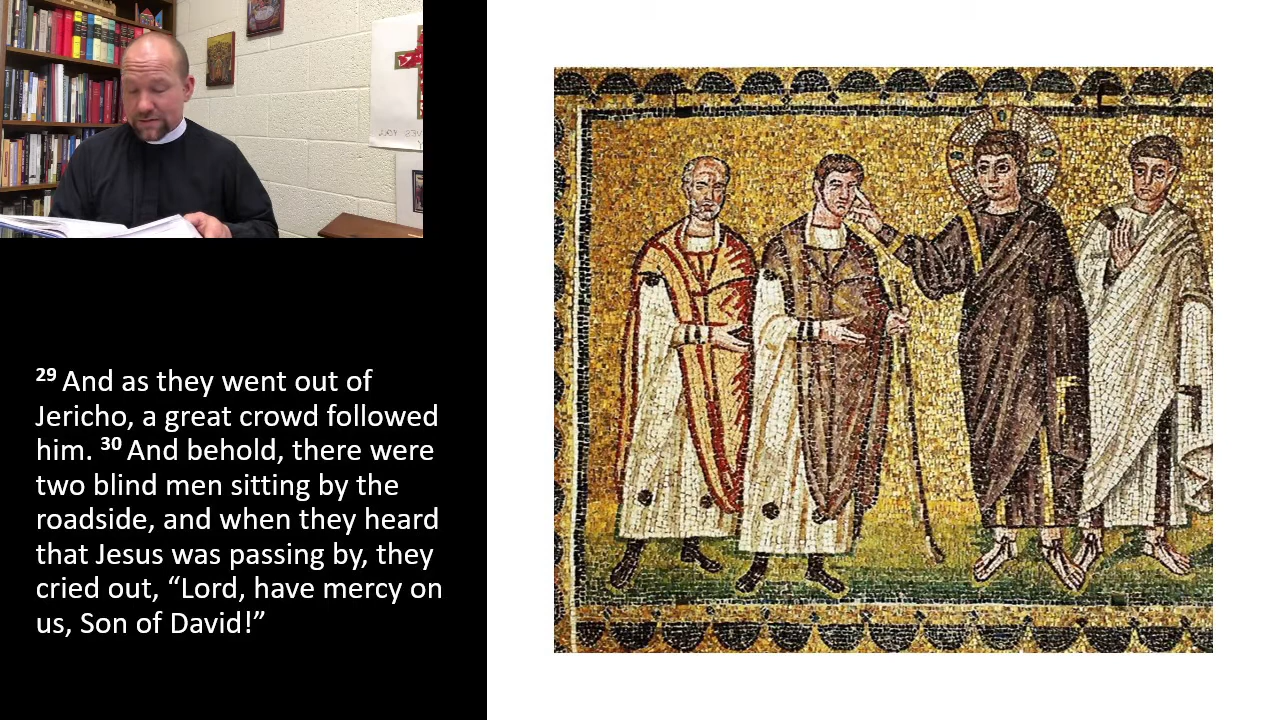 VES YOU
29 And as they went out of
Jericho, a great crowd followed
him. 30 And behold, there were
two blind men sitting by the
roadside, and when they heard
that Jesus was passing by, they
cried out, “Lord, have mercy on
us, Son of David!”